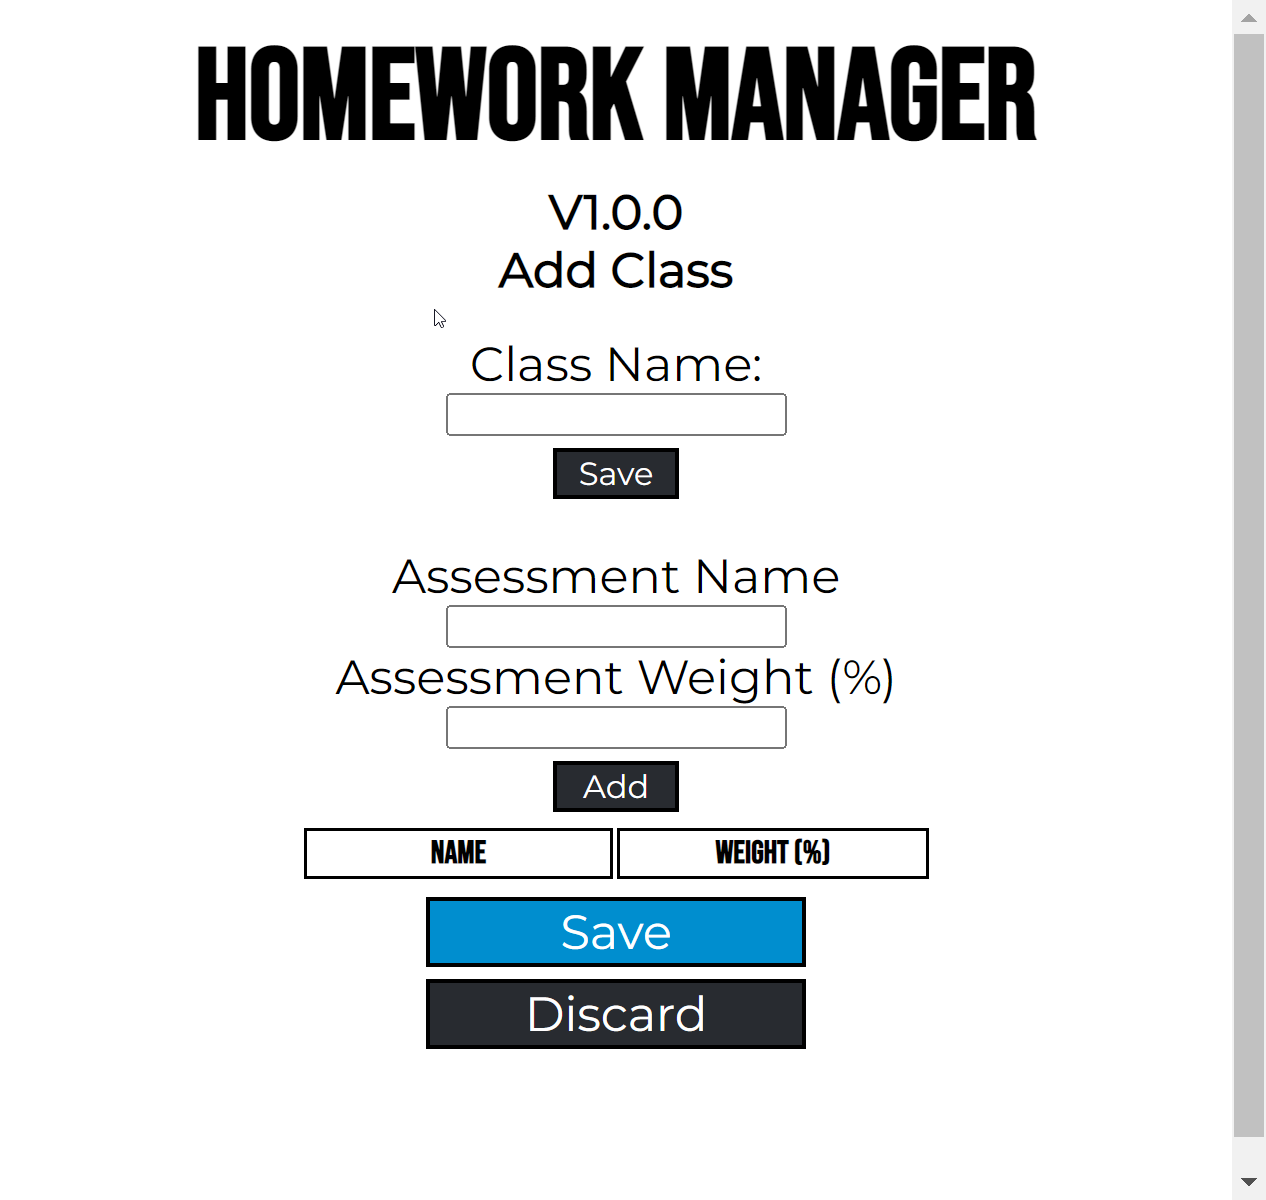 HOMEWORK MANAGER
V1.0.0
Add Class
Class Name:
Save
Assessment Name
Assessment Weight (%)
Add
NAME WEIGHT (%)
Save
Discard